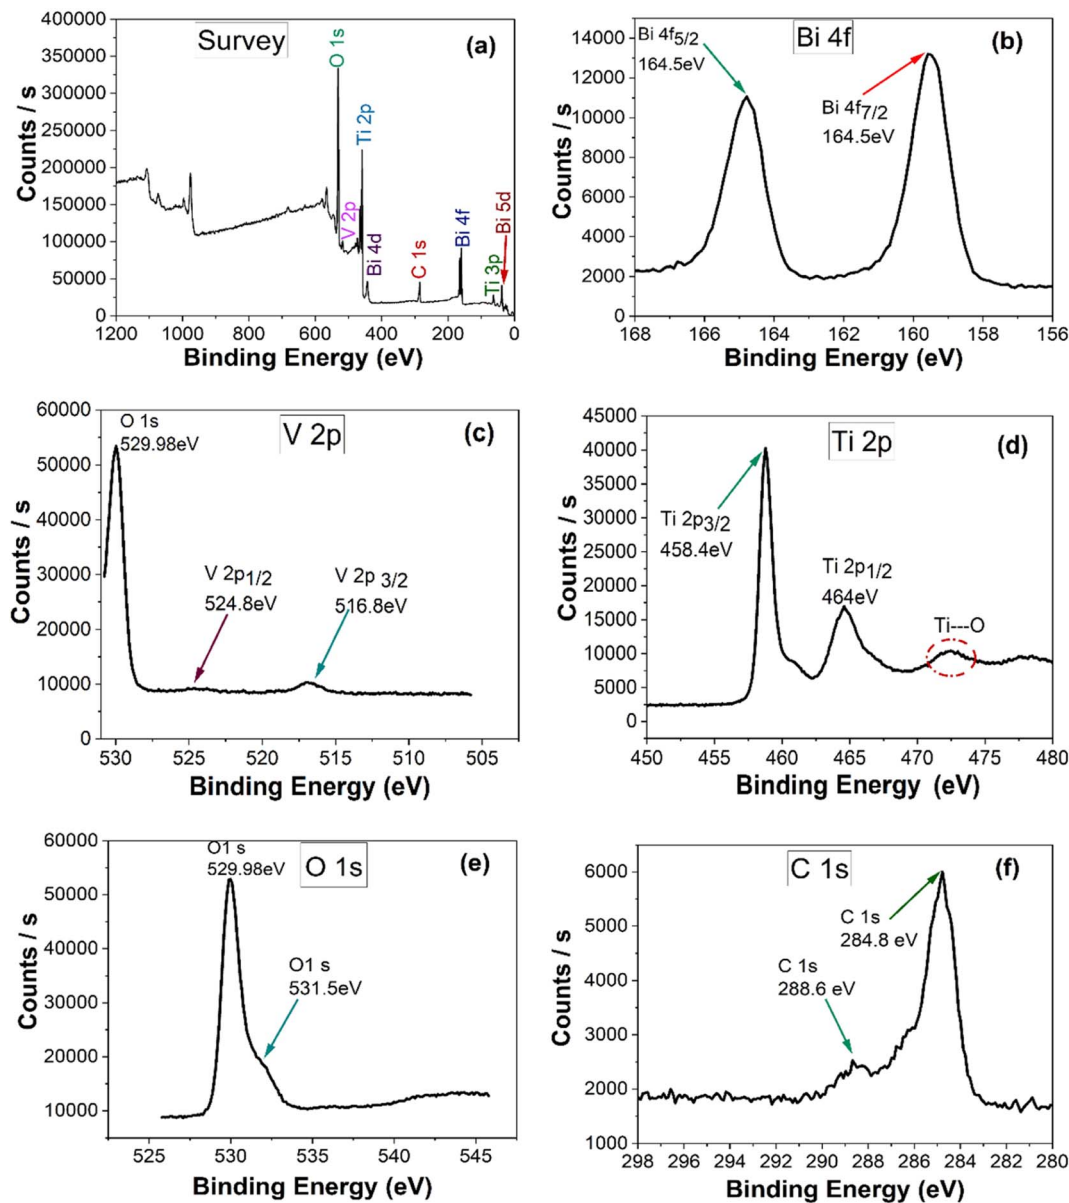 Survey
(a)
O 1s
Ti 2p
V 2p
Bi 4d
C 1s
Bi 4f
Ti 3p
Bi 5d
400000
350000
300000
250000
200000
150000
100000
50000
0
1200 1000 800 600 400 200 0
Counts / s
Binding Energy (eV)
Bi 4f5/2
164.5eV
Bi 4f
(b)
Bi 4f7/2
164.5eV
14000
12000
10000
8000
6000
4000
2000
0
168 166 164 162 160 158 156
Counts / s
Binding Energy (eV)
O 1s
529.98eV
V 2p
(c)
V 2p1/2
524.8eV
V 2p 3/2
516.8eV
60000
50000
40000
30000
20000
10000
0
530 525 520 515 510 505
Counts / s
Binding Energy (eV)
Ti 2p
(d)
Ti 2p3/2
458.4eV
Ti 2p1/2
464eV
Ti---O
45000
40000
35000
30000
25000
20000
15000
10000
5000
0
450 455 460 465 470 475 480
Counts / s
Binding Energy (eV)
O1 s
529.98eV
O 1s
(e)
O1 s
531.5eV
60000
50000
40000
30000
20000
10000
525 530 535 540 545
Counts / s
Binding Energy (eV)
C 1s
(f)
C 1s
284.8 eV
C 1s
288.6 eV
6000
5000
4000
3000
2000
1000
298 296 294 292 290 288 286 284 282 280
Counts / s
Binding Energy (eV)